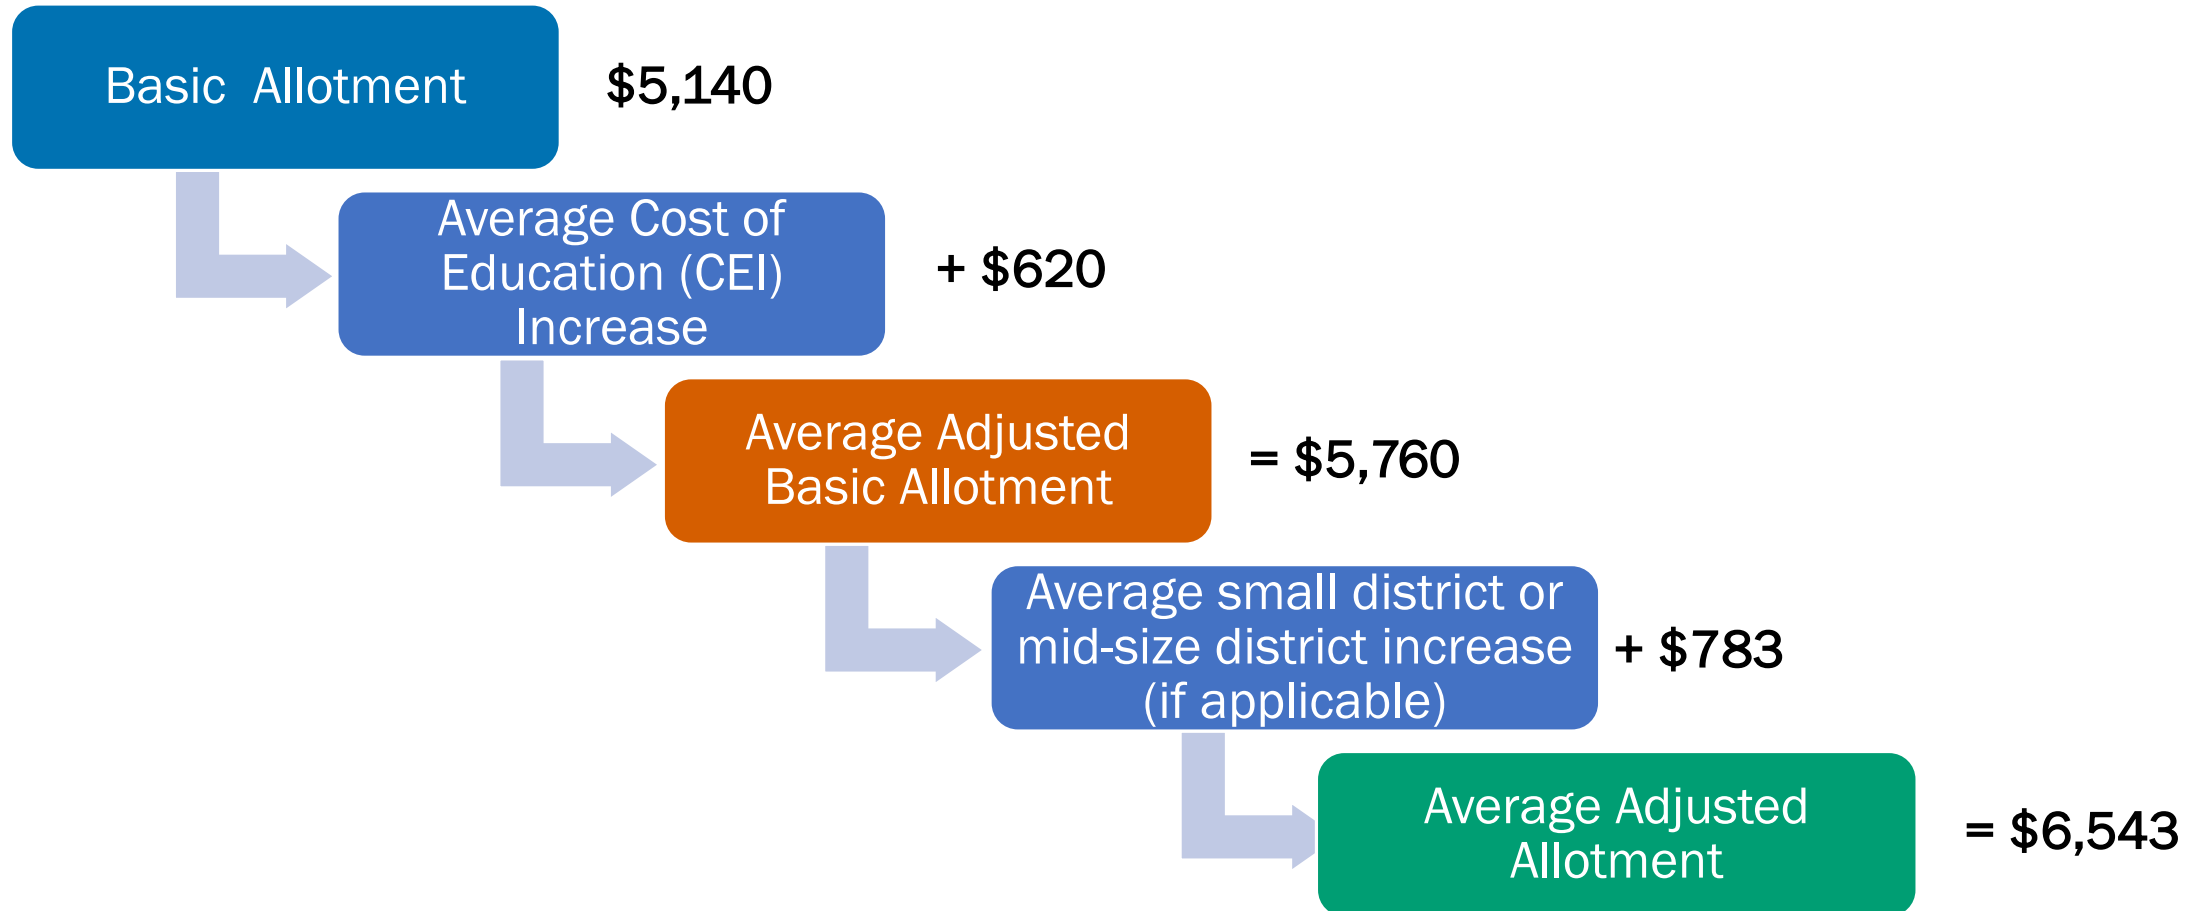 Basic Allotment
$5,140
Average Cost of
Education (CEI)
Increase
+ $620
Average Adjusted
Basic Allotment
= $5,760
Average small district or
mid-size district increase
(if applicable)
+ $783
Average Adjusted
Allotment
= $6,543